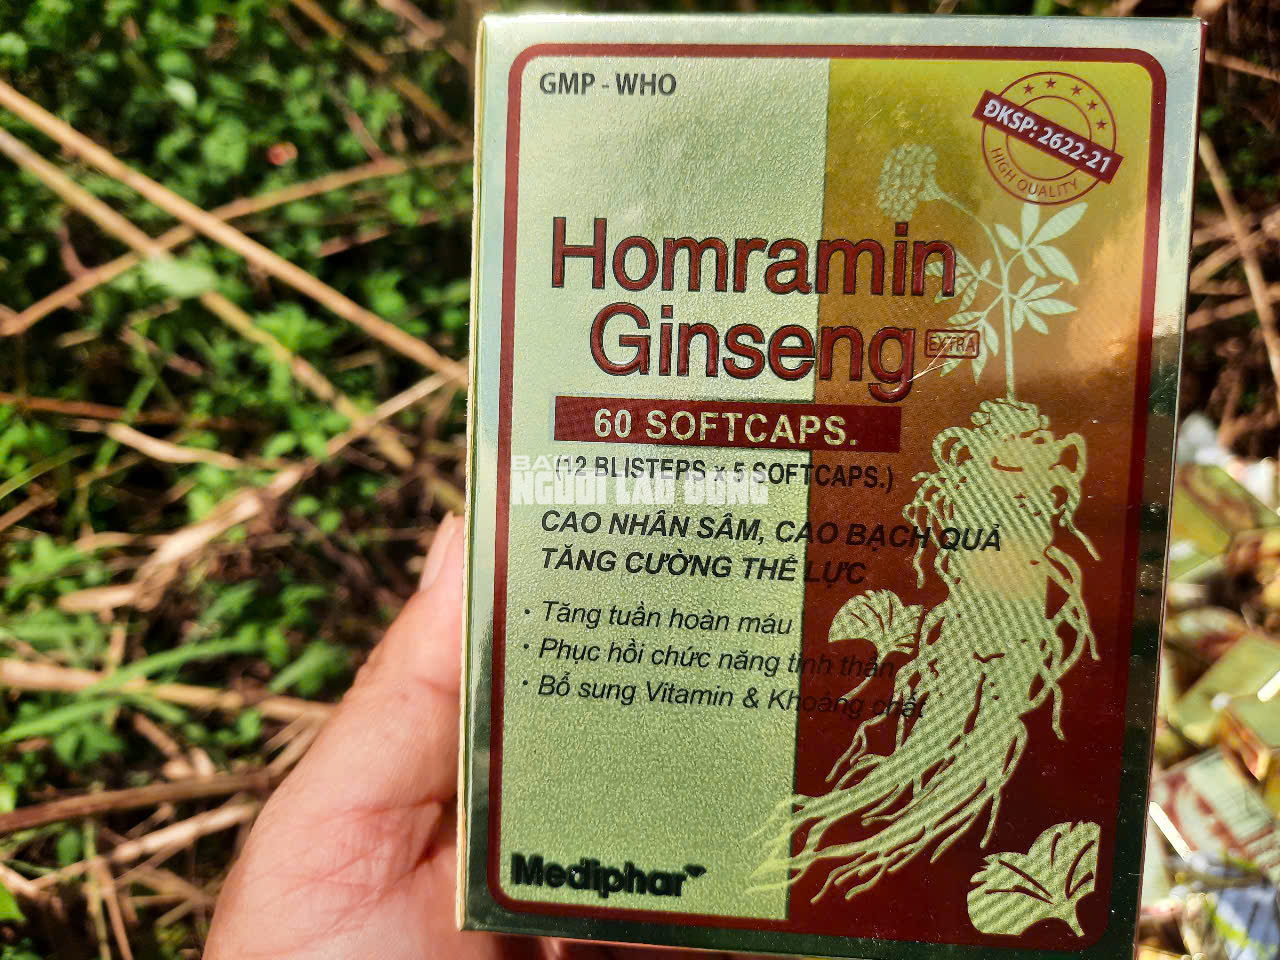 GMP - WHO
ĐKSP: 2622-21
HIGH QUALITY
Homramin
Ginseng EXTRA
60 SOFTCAPS.
(12 BLISTEPS x 5 SOFTCAPS.)
BÁO
NGƯỜI LAO ĐỘNG
CAO NHÂN SÂM, CAO BẠCH QUẢ
TĂNG CƯỜNG THỂ LỰC
· Tăng tuần hoàn máu
· Phục hồi chức năng tinh thần
· Bổ sung Vitamin & Khoáng chất
Mediphar